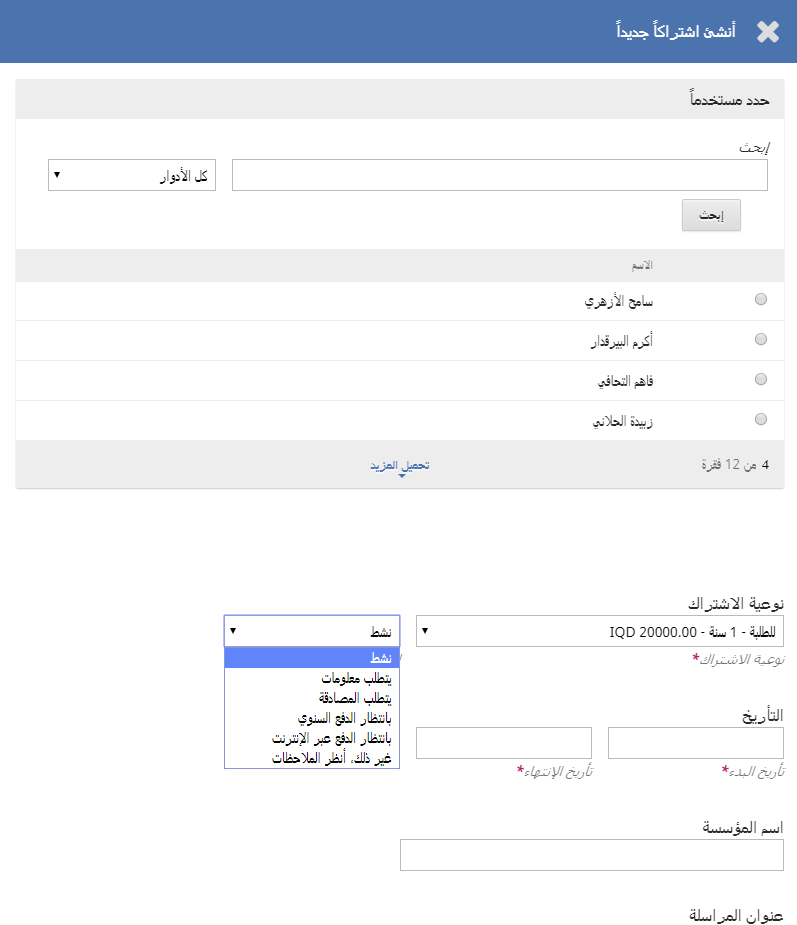 أنشئ اشتراكاً جديداً
حدد مستخدماً
إبحث
كل الأدوار
إبحث
الاسم
سامح الأزهري
أكرم البيرقدار
فاهم التحافي
زبيدة الحلاني
4 من 12 فقرة
تحميل المزيد
نوعية الاشتراك
للطلبة - 1 سنة - 20000.00 IQD
نشط
نوعية الاشتراك*
نشط
يتطلب معلومات
يتطلب المصادقة
بانتظار الدفع السنوي
بانتظار الدفع عبر الإنترنت
غير ذلك، أنظر الملاحظات
التأريخ
تأريخ البدء*
تأريخ الإنتهاء*
اسم المؤسسة
عنوان المراسلة